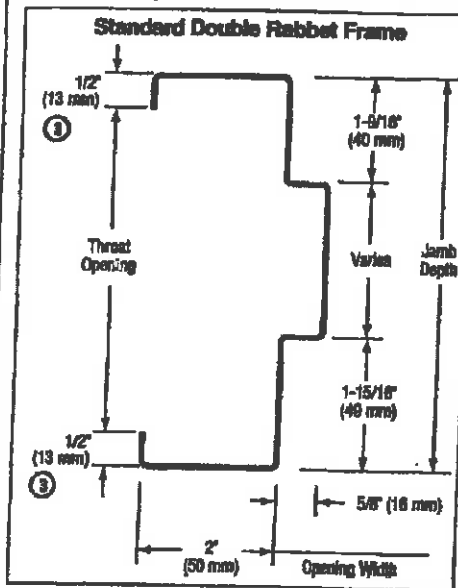 Standard Double Rabbet Frame
1/2"
(13 mm)
3
1-9/16"
(40 mm)
Throat
Opening
Varies
Jamb
Depth
1-15/16"
(49 mm)
1/2"
(13 mm)
3
5/8" (16 mm)
2"
(50 mm)
Opening Width